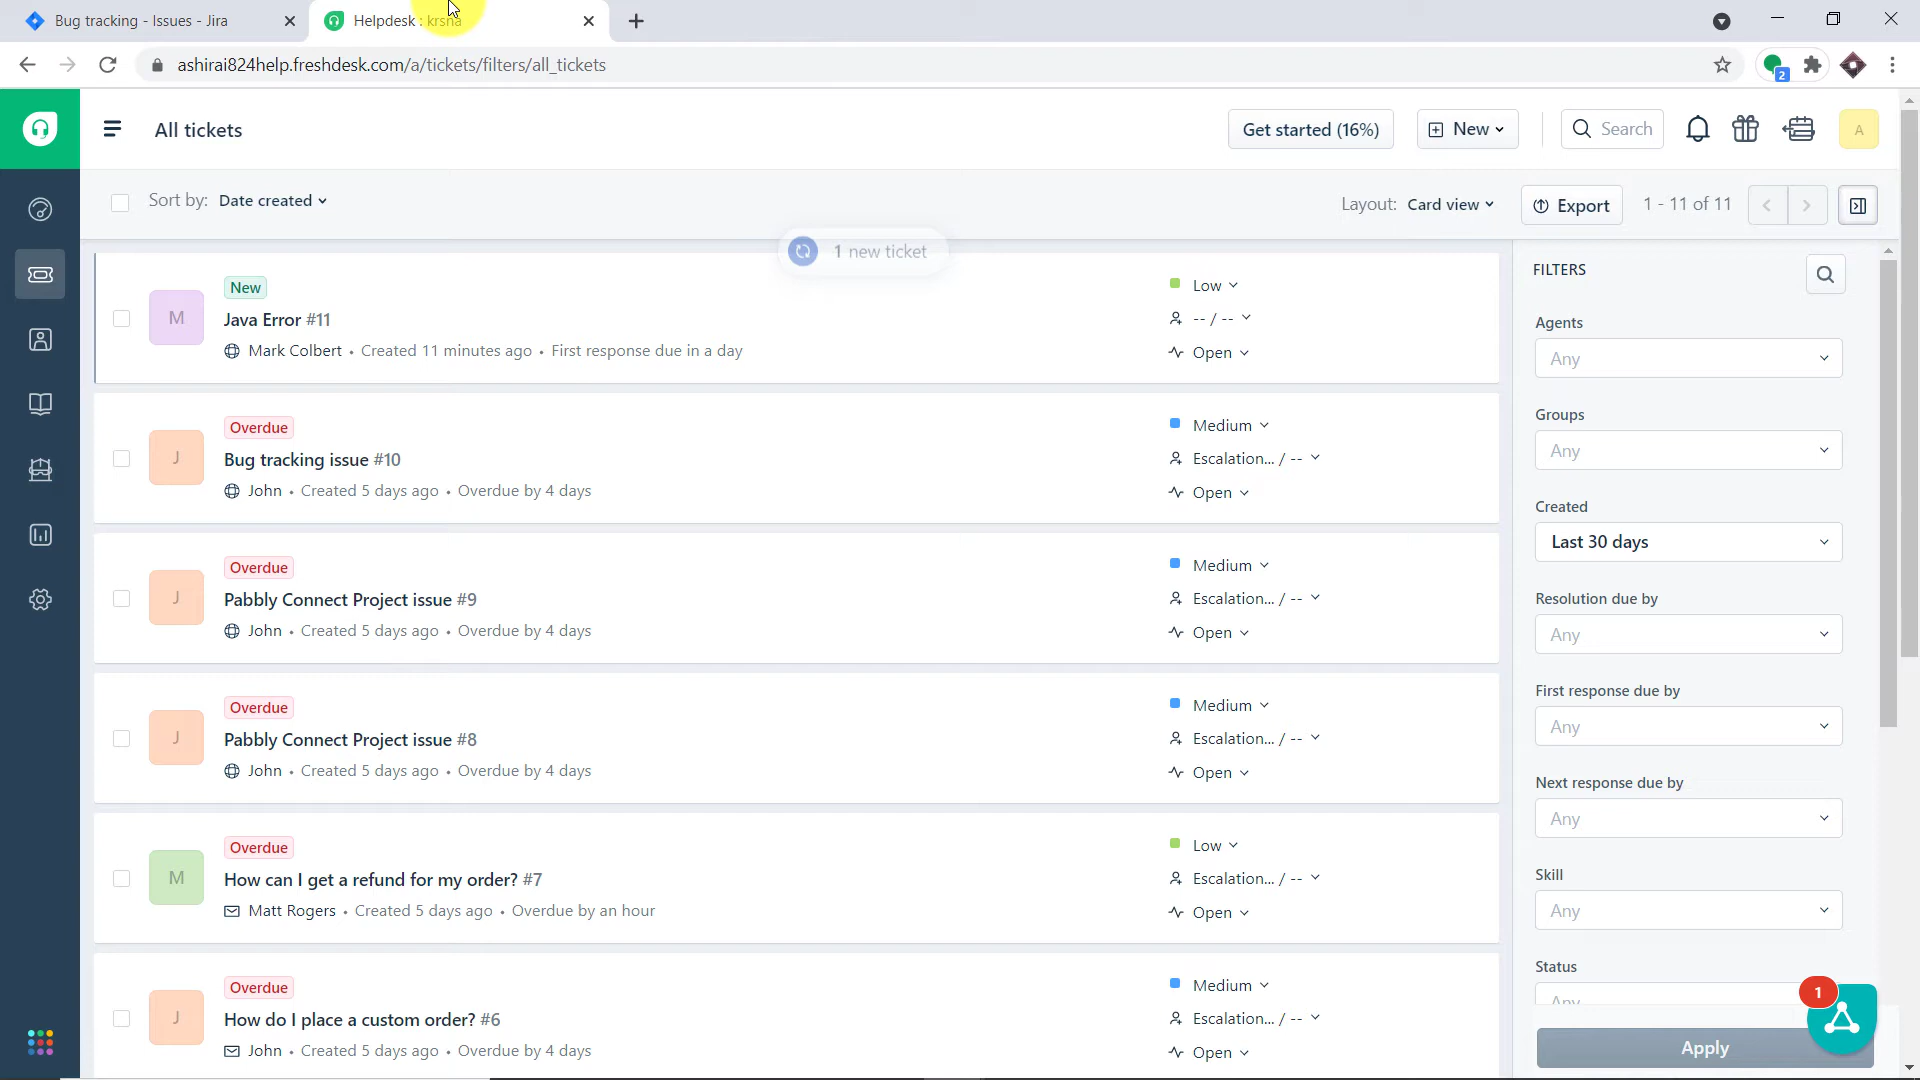 Bug tracking - Issues - Jira
Helpdesk : krsna
ashirai824help.freshdesk.com/a/tickets/filters/all_tickets
2
All tickets
Get started (16%)
New
Search
A
Sort by: Date created
Layout: Card view
Export
1 - 11 of 11
1 new ticket
New
M
Java Error #11
Mark Colbert • Created 11 minutes ago • First response due in a day
Low
-- / --
Open
Overdue
J
Bug tracking issue #10
John • Created 5 days ago • Overdue by 4 days
Medium
Escalation... / --
Open
Overdue
J
Pabbly Connect Project issue #9
John • Created 5 days ago • Overdue by 4 days
Medium
Escalation... / --
Open
Overdue
J
Pabbly Connect Project issue #8
John • Created 5 days ago • Overdue by 4 days
Medium
Escalation... / --
Open
Overdue
M
How can I get a refund for my order? #7
Matt Rogers • Created 5 days ago • Overdue by an hour
Low
Escalation... / --
Open
Overdue
J
How do I place a custom order? #6
John • Created 5 days ago • Overdue by 4 days
Medium
Escalation... / --
Open
FILTERS
Agents
Any
Groups
Any
Created
Last 30 days
Resolution due by
Any
First response due by
Any
Next response due by
Any
Skill
Any
Status
Any
1
Apply